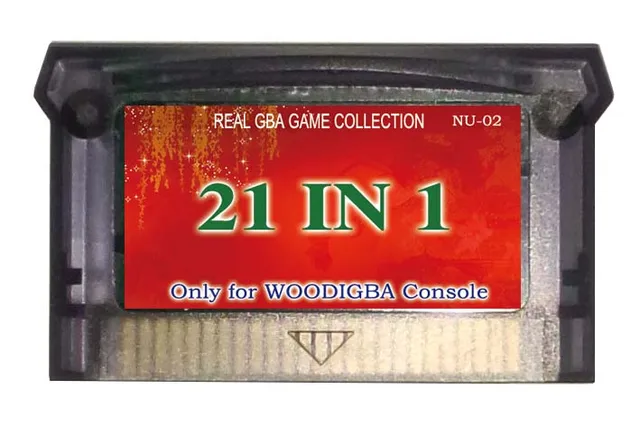 REAL GBA GAME COLLECTION NU-02
21 IN 1
Only for WOODIGBA Console